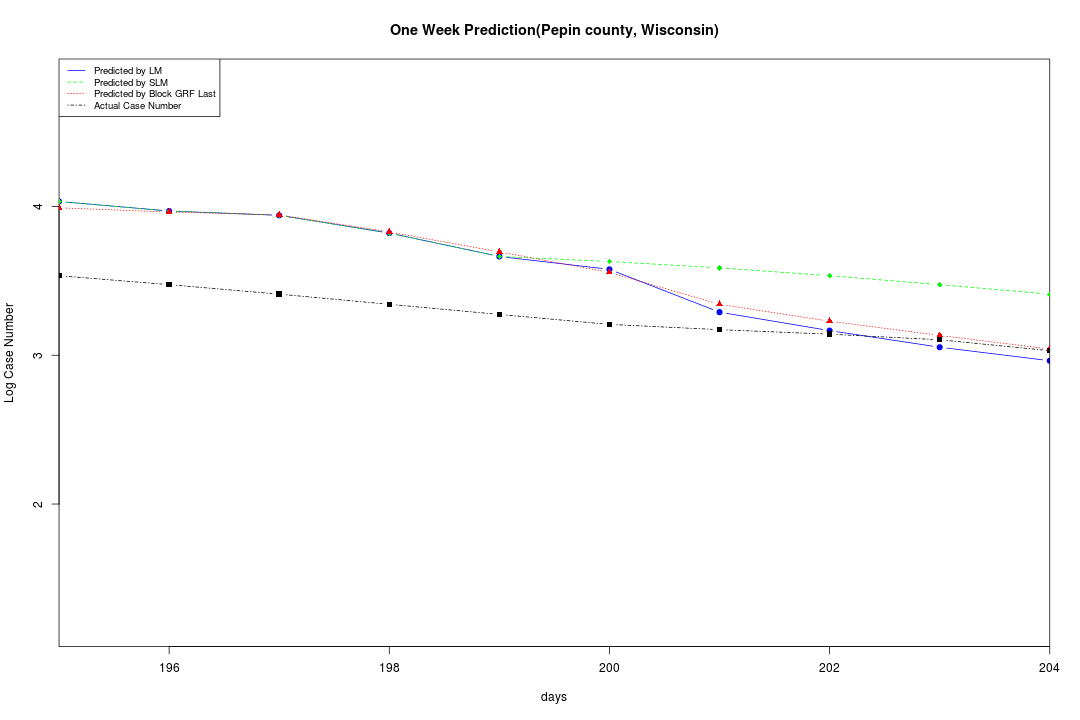 One Week Prediction(Pepin county, Wisconsin)
Predicted by LM
Predicted by SLM
Predicted by Block GRF Last
Actual Case Number
Log Case Number
4
3
2
196 198 200 202 204
days